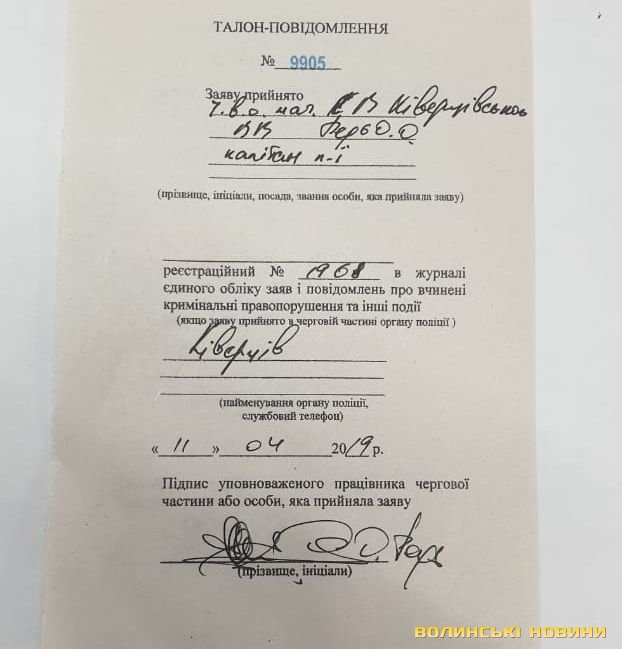 ТАЛОН-ПОВІДОМЛЕННЯ
№ 9905
Заяву прийнято
Т.в.о. нач. СВ Ківерцівського
ВП О.О.
капітан п-ї
(прізвище, ініціали, посада, звання особи, яка прийняла заяву)
реєстраційний № 1968 в журналі
єдиного обліку заяв і повідомлень про вчинені
кримінальні правопорушення та інші події
(якщо заяву прийнято в черговій частині органу поліції )
Ківерців
(найменування органу поліції,
службовий телефон)
« 11 » 04 2019 р.
Підпис уповноваженого працівника чергової
частини або особи, яка прийняла заяву
(прізвище, ініціали)
ВОЛИНСЬКІ НОВИНИ